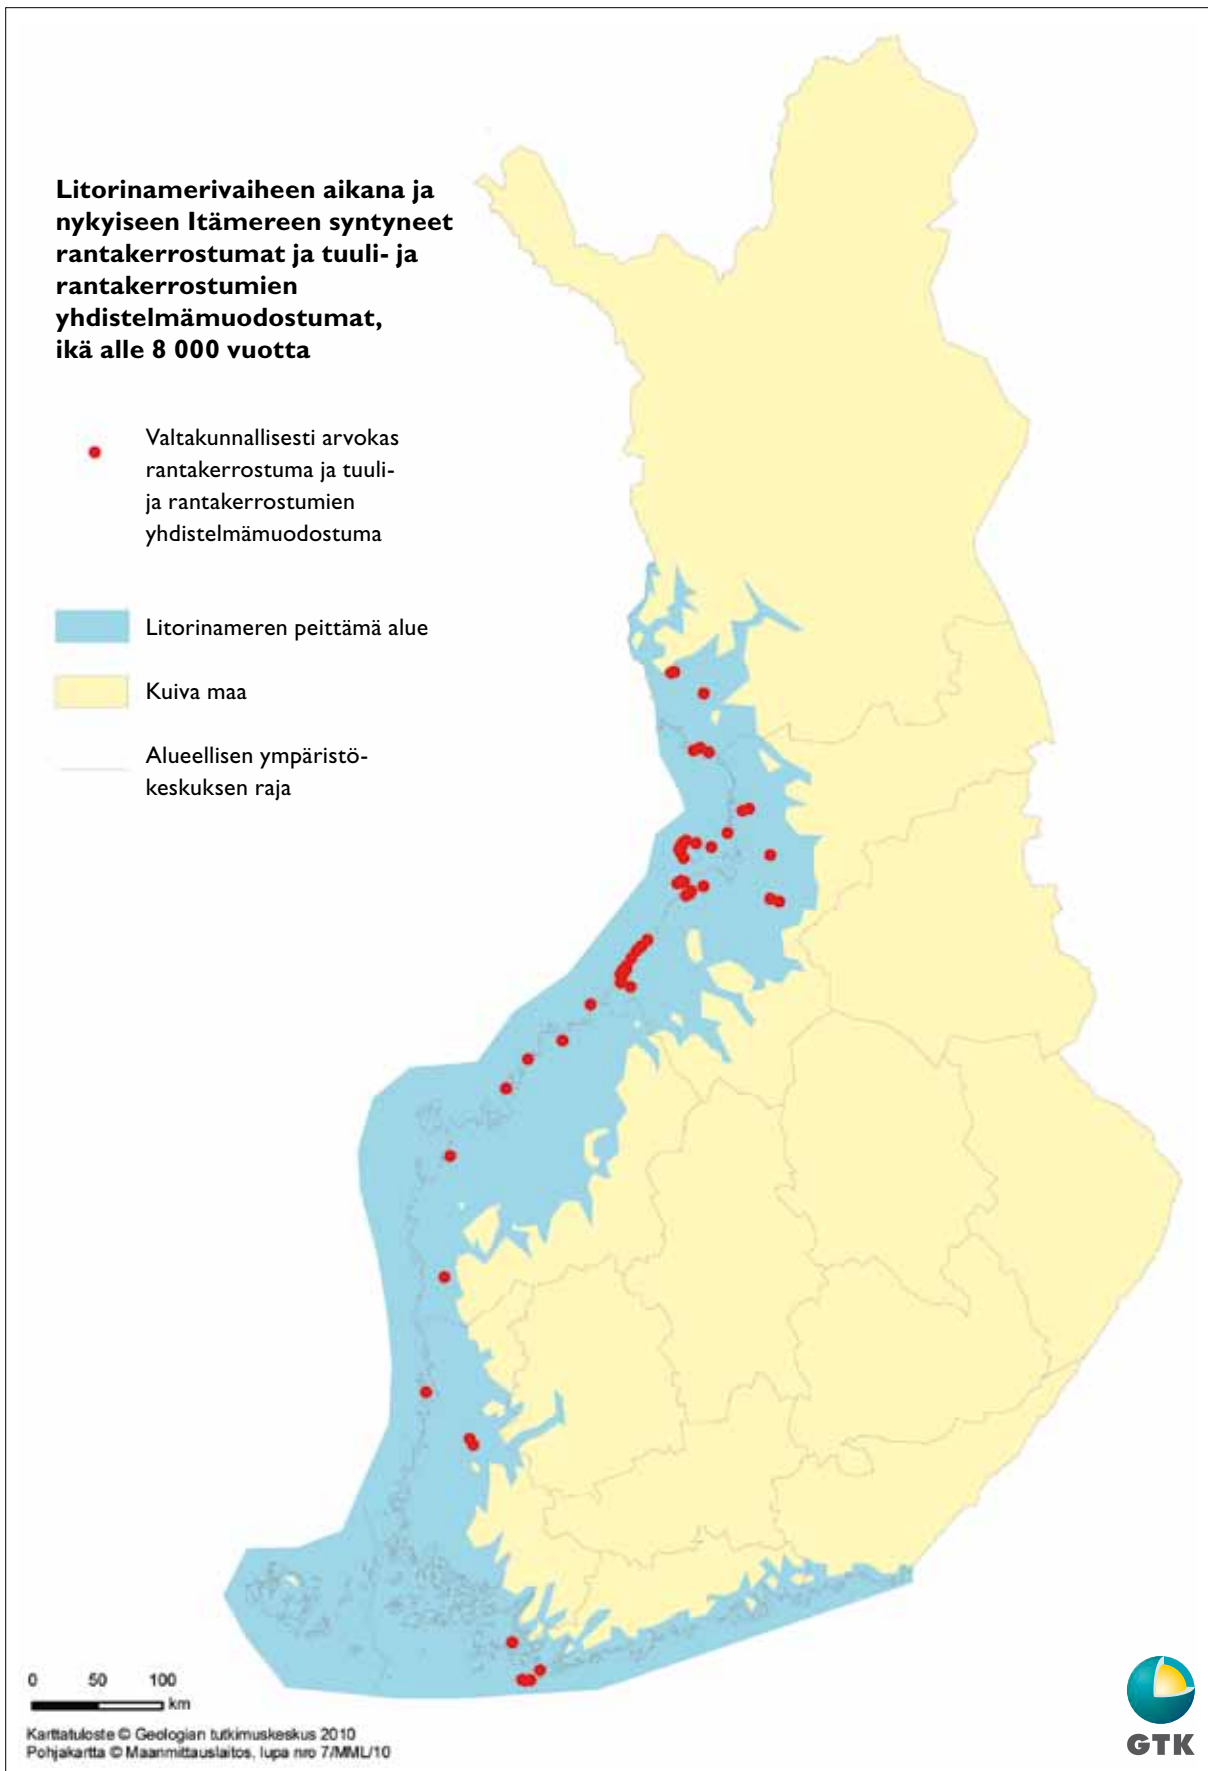 Litorinamerivaiheen aikana ja
nykyiseen Itämereen syntyneet
rantakerrostumat ja tuuli- ja
rantakerrostumien
yhdistelmämuodostumat,
ikä alle 8 000 vuotta
Valtakunnallisesti arvokas
rantakerrostuma ja tuuli-
ja rantakerrostumien
yhdistelmämuodostuma
Litorinameren peittämä alue
Kuiva maa
Alueellisen ympäristö-
keskuksen raja
0 50 100
km
Karttatuloste © Geologian tutkimuskeskus 2010
Pohjakartta © Maanmittauslaitos, lupa nro 7/MML/10
GTK